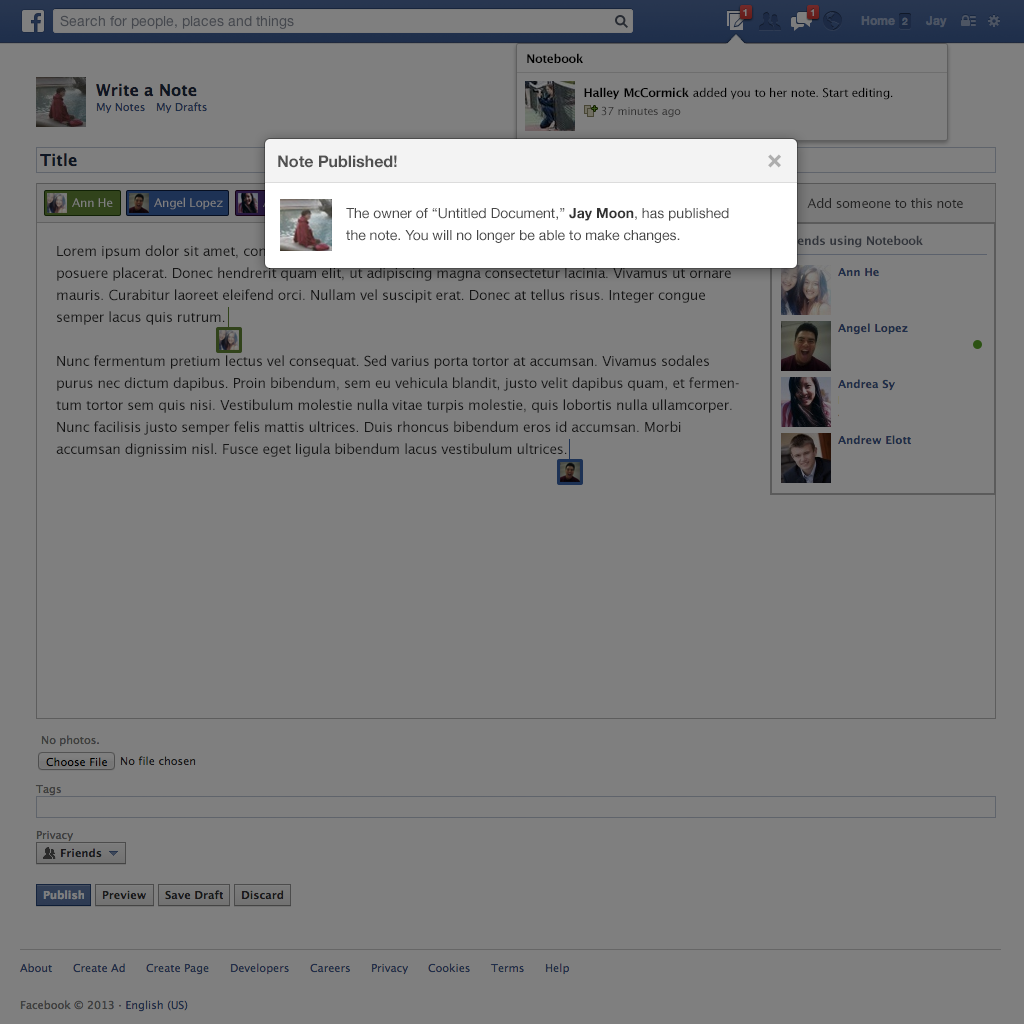 f
Search for people, places and things
1
1
Home 2
Jay
Notebook
Halley McCormick added you to her note. Start editing.
37 minutes ago
Write a Note
My Notes My Drafts
Note Published!
The owner of “Untitled Document,” Jay Moon, has published
the note. You will no longer be able to make changes.
Title
Ann He
Angel Lopez
Add someone to this note
Notebook
using
Ann He
Angel Lopez
Andrea Sy
Andrew Elott
Lorem ipsum dolor sit amet,
posuere placerat. Donec hendrerit quam elit, ut adipiscing magna consectetur lacinia. Vivamus ut ornare
mauris. Curabitur laoreet eleifend orci. Nullam vel suscipit erat. Donec at tellus risus. Integer congue
semper lacus quis rutrum.
Nunc fermentum pretium lectus vel consequat. Sed varius porta tortor at accumsan. Vivamus sodales
purus nec dictum dapibus. Proin bibendum, sem eu vehicula blandit, justo velit dapibus quam, et fermen-
tum tortor sem quis nisi. Vestibulum molestie nulla vitae turpis molestie, quis lobortis nulla ullamcorper.
Nunc facilisis justo semper felis mattis ultrices. Duis rhoncus bibendum eros id accumsan. Morbi
accumsan dignissim nisl. Fusce eget ligula bibendum lacus vestibulum ultrices.
No photos.
Choose File No file chosen
Tags
Privacy
Friends
Publish Preview Save Draft Discard
About Create Ad Create Page Developers Careers Privacy Cookies Terms Help
Facebook © 2013 · English (US)